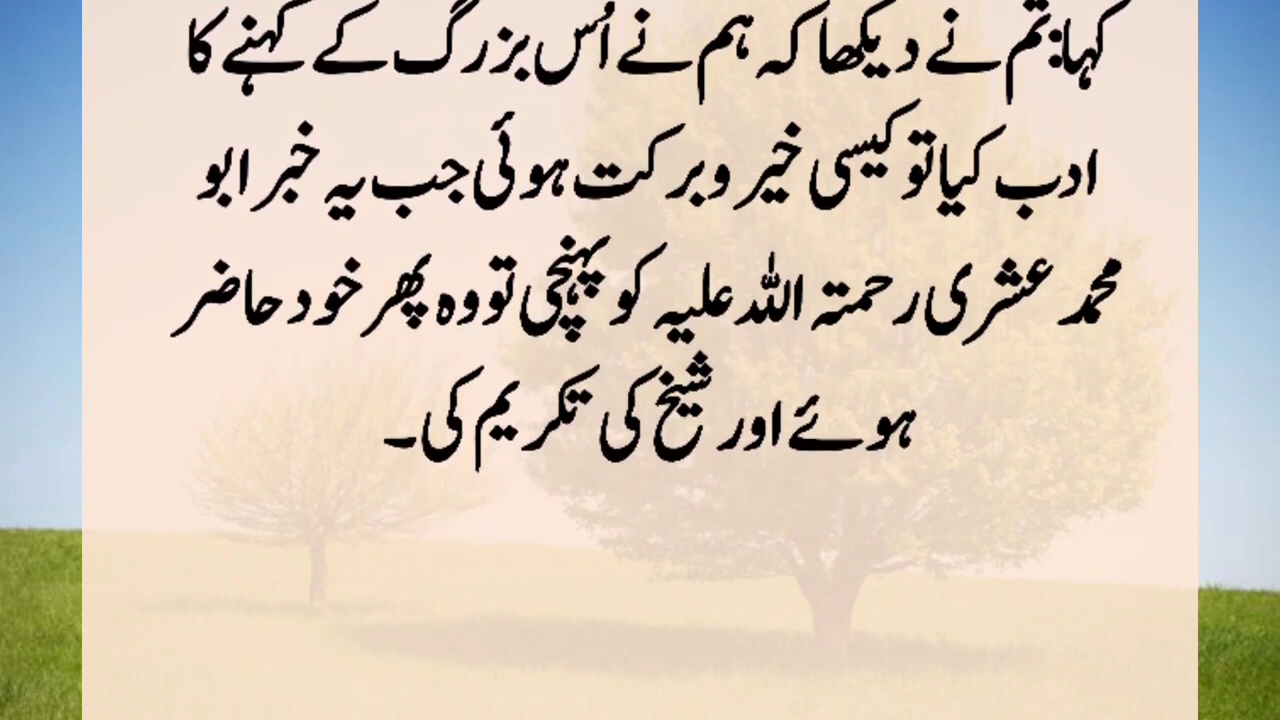 کہا: تم نے دیکھا کہ ہم نے اُس بزرگ کے کہنے کا
ادب کیا تو کیسی خیر و برکت ہوئی جب یہ خبر ابو
محمد عشری رحمتہ اللہ علیہ کو پہنچی تو وہ پھر خود حاضر
ہوئے اور شیخ کی تکریم کی۔